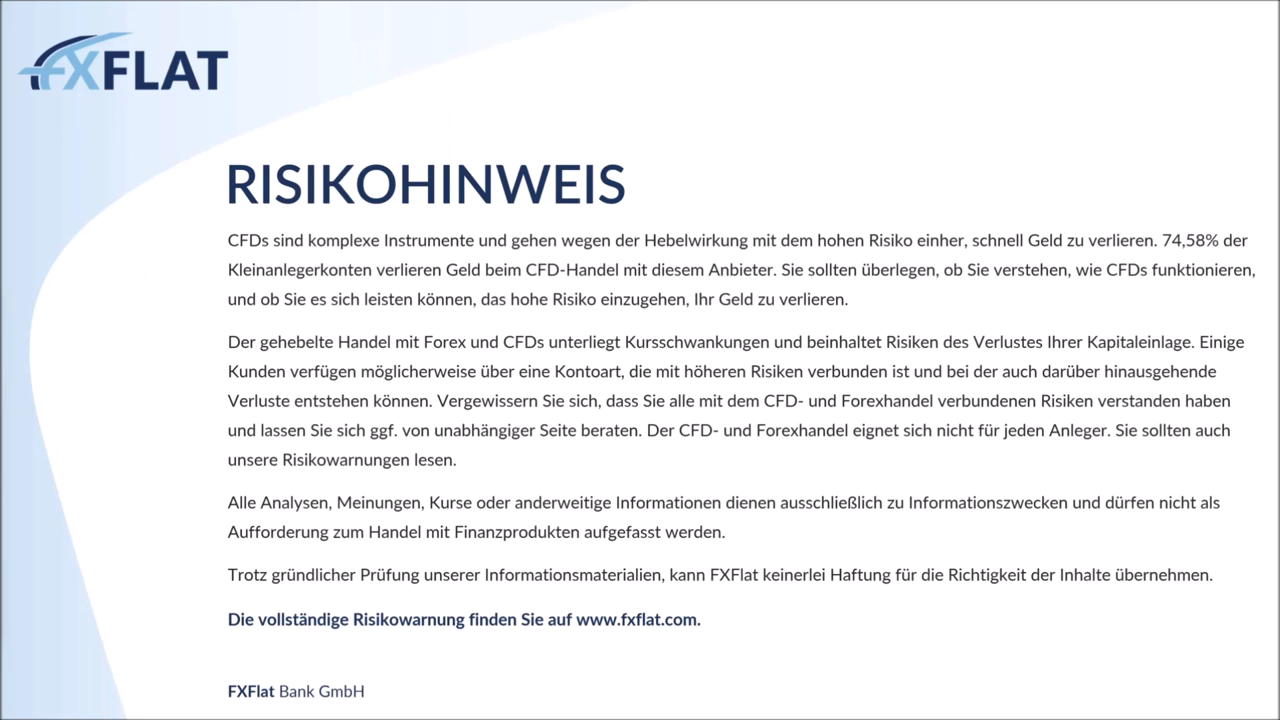 FXFLAT
RISIKOHINWEIS
CFDs sind komplexe Instrumente und gehen wegen der Hebelwirkung mit dem hohen Risiko einher, schnell Geld zu verlieren. 74,58% der
Kleinanlegerkonten verlieren Geld beim CFD-Handel mit diesem Anbieter. Sie sollten überlegen, ob Sie verstehen, wie CFDs funktionieren,
und ob Sie es sich leisten können, das hohe Risiko einzugehen, Ihr Geld zu verlieren.
Der gehebelte Handel mit Forex und CFDs unterliegt Kursschwankungen und beinhaltet Risiken des Verlustes Ihrer Kapitaleinlage. Einige
Kunden verfügen möglicherweise über eine Kontoart, die mit höheren Risiken verbunden ist und bei der auch darüber hinausgehende
Verluste entstehen können. Vergewissern Sie sich, dass Sie alle mit dem CFD- und Forexhandel verbundenen Risiken verstanden haben
und lassen Sie sich ggf. von unabhängiger Seite beraten. Der CFD- und Forexhandel eignet sich nicht für jeden Anleger. Sie sollten auch
unsere Risikowarnungen lesen.
Alle Analysen, Meinungen, Kurse oder anderweitige Informationen dienen ausschließlich zu Informationszwecken und dürfen nicht als
Aufforderung zum Handel mit Finanzprodukten aufgefasst werden.
Trotz gründlicher Prüfung unserer Informationsmaterialien, kann FXFlat keinerlei Haftung für die Richtigkeit der Inhalte übernehmen.
Die vollständige Risikowarnung finden Sie auf www.fxflat.com.
FXFlat Bank GmbH